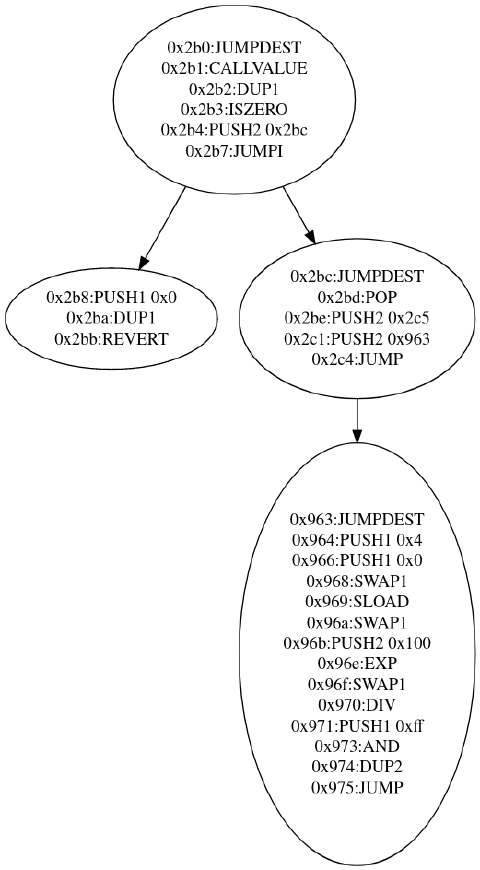 0x2b0:JUMPDEST
0x2b1:CALLVALUE
0x2b2:DUP1
0x2b3:ISZERO
0x2b4:PUSH2 0x2bc
0x2b7:JUMPI
0x2b8:PUSH1 0x0
0x2ba:DUP1
0x2bb:REVERT
0x2bc:JUMPDEST
0x2bd:POP
0x2be:PUSH2 0x2c5
0x2c1:PUSH2 0x963
0x2c4:JUMP
0x963:JUMPDEST
0x964:PUSH1 0x4
0x966:PUSH1 0x0
0x968:SWAP1
0x969:SLOAD
0x96a:SWAP1
0x96b:PUSH2 0x100
0x96e:EXP
0x96f:SWAP1
0x970:DIV
0x971:PUSH1 0xff
0x973:AND
0x974:DUP2
0x975:JUMP